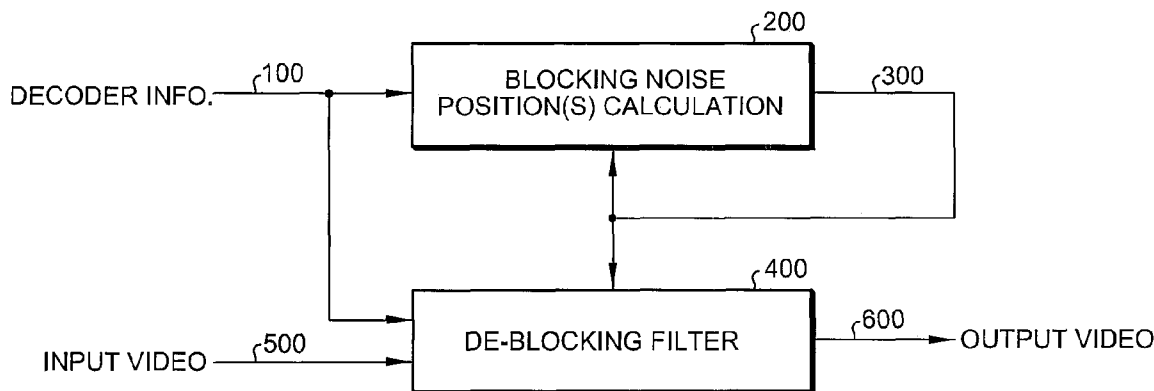 200
DECODER INFO.
100
BLOCKING NOISE
POSITION(S) CALCULATION
300
400
INPUT VIDEO
500
DE-BLOCKING FILTER
600
OUTPUT VIDEO